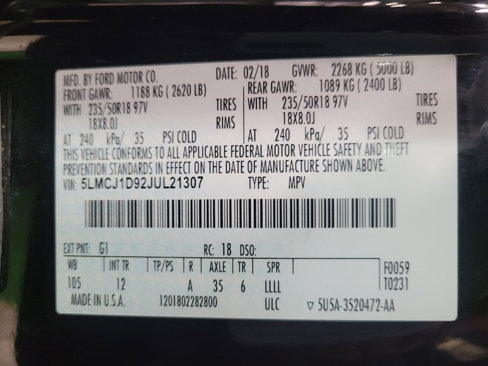 MFD. BY FORD MOTOR CO. DATE: 02/18 GVWR: 2268 KG ( 5000 LB)
FRONT GAWR: 1188 KG ( 2620 LB) REAR GAWR: 1089 KG ( 2400 LB)
WITH 235/50R18 97V TIRES WITH 235/50R18 97V TIRES
18X8.0J RIMS 18X8.0J RIMS
AT 240 kPa/ 35 PSI COLD AT 240 kPa/ 35 PSI COLD
THIS VEHICLE CONFORMS TO ALL APPLICABLE FEDERAL MOTOR VEHICLE SAFETY AND THEFT
PREVENTION STANDARDS IN EFFECT ON THE DATE OF MANUFACTURE SHOWN ABOVE.
VIN: 5LMCJ1D92JUL21307 TYPE: MPV
EXT PNT: G1 RC: 18 DSO:
WB INT TR TP/PS R AXLE TR SPR F0059
105 12 A 35 6 LLLL T0231
MADE IN U.S.A. 1201802282800 ULC ▽ 5U5A-3520472-AA